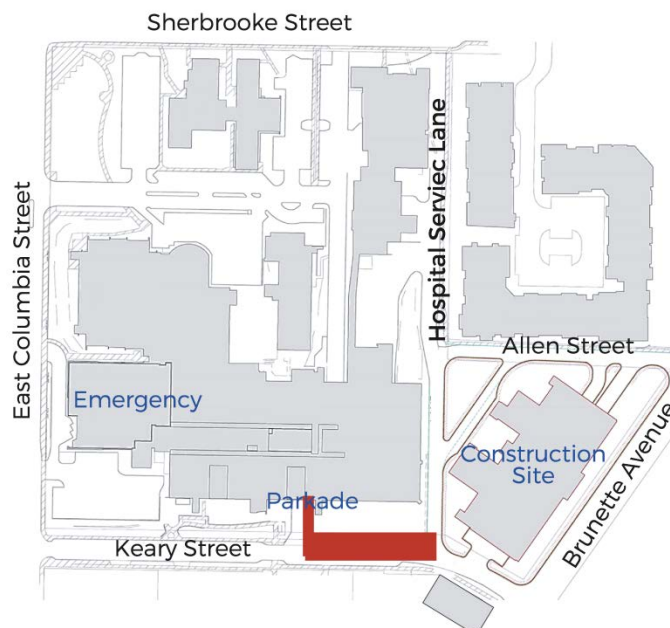 Sherbrooke Street
East Columbia Street
Hospital Serviec Lane
Allen Street
Emergency
Construction
Site
Brunette Avenue
Parkade
Keary Street